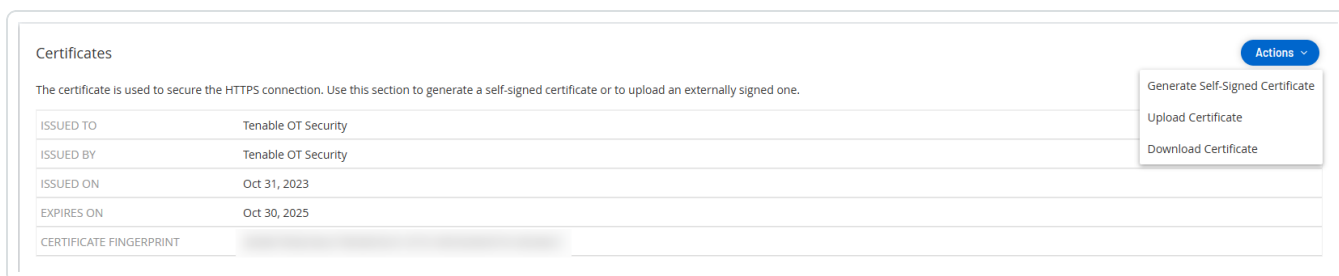 Certificates
Actions
The certificate is used to secure the HTTPS connection. Use this section to generate a self-signed certificate or to upload an externally signed one.
Generate Self-Signed Certificate
Upload Certificate
Download Certificate
ISSUED TO Tenable OT Security
ISSUED BY Tenable OT Security
ISSUED ON Oct 31, 2023
EXPIRES ON Oct 30, 2025
CERTIFICATE FINGERPRINT